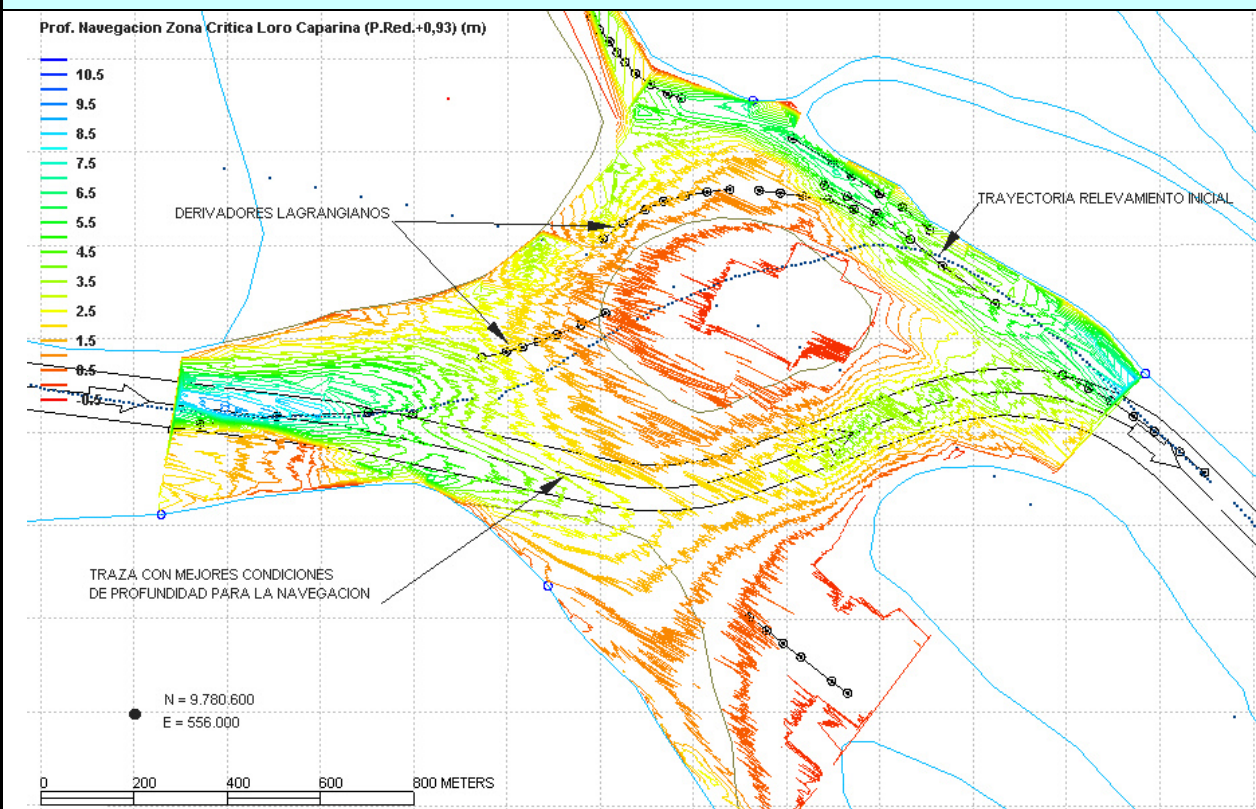 Prof. Navegacion Zona Critica Loro Caparina (P.Red.+0,93) (m)
10.5
9.5
8.5
7.5
6.5
5.5
4.5
3.5
2.5
1.5
0.5
-0.5
DERIVADORES LAGRANGIANOS
TRAYECTORIA RELEVAMIENTO INICIAL
TRAZA CON MEJORES CONDICIONES
DE PROFUNDIDAD PARA LA NAVEGACION
N = 9.780.600
E = 556.000
0 200 400 600 800 METERS